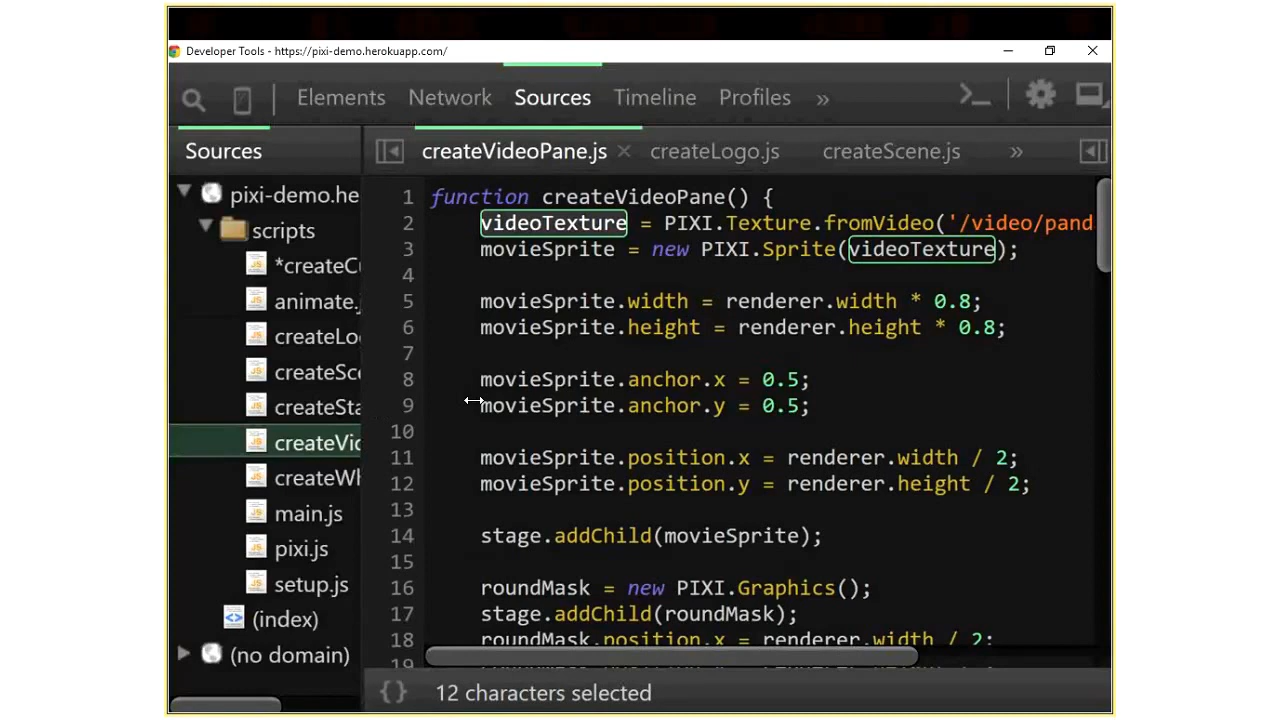 Developer Tools - https://pixi-demo.herokuapp.com/
Elements Network Sources Timeline Profiles »
Sources
createVideoPane.js × createLogo.js createScene.js »
pixi-demo.he
scripts
*createCu
animate.j
createLo
createSce
createSta
createVid
createWh
main.js
pixi.js
setup.js
(index)
(no domain)
1 function createVideoPane() {
2 videoTexture = PIXI.Texture.fromVideo('/video/pand
3 movieSprite = new PIXI.Sprite(videoTexture);
4
5 movieSprite.width = renderer.width * 0.8;
6 movieSprite.height = renderer.height * 0.8;
7
8 movieSprite.anchor.x = 0.5;
9 movieSprite.anchor.y = 0.5;
10
11 movieSprite.position.x = renderer.width / 2;
12 movieSprite.position.y = renderer.height / 2;
13
14 stage.addChild(movieSprite);
15
16 roundMask = new PIXI.Graphics();
17 stage.addChild(roundMask);
18 roundMask.position.x = renderer.width / 2;
19
{} 12 characters selected